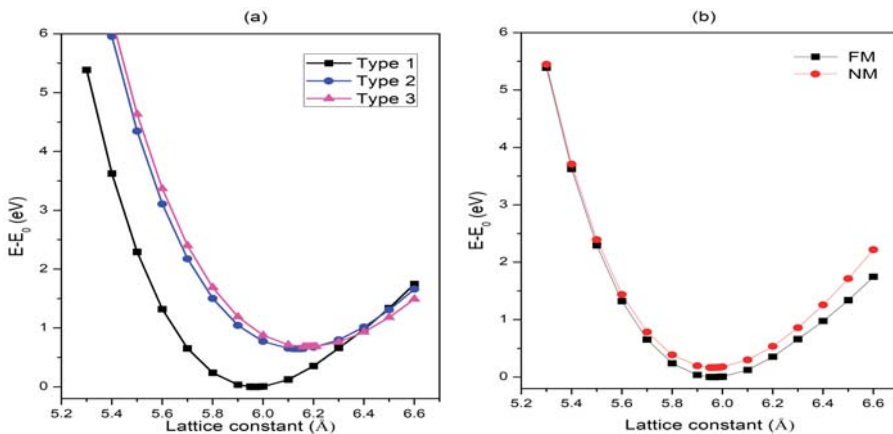 (a)
6
5
4
3
2
1
0
E-E0 (eV)
Type 1
Type 2
Type 3
5.2 5.4 5.6 5.8 6.0 6.2 6.4 6.6
Lattice constant (Å)
(b)
6
5
4
3
2
1
0
E-E0 (eV)
FM
NM
5.2 5.4 5.6 5.8 6.0 6.2 6.4 6.6
Lattice constant (Å)